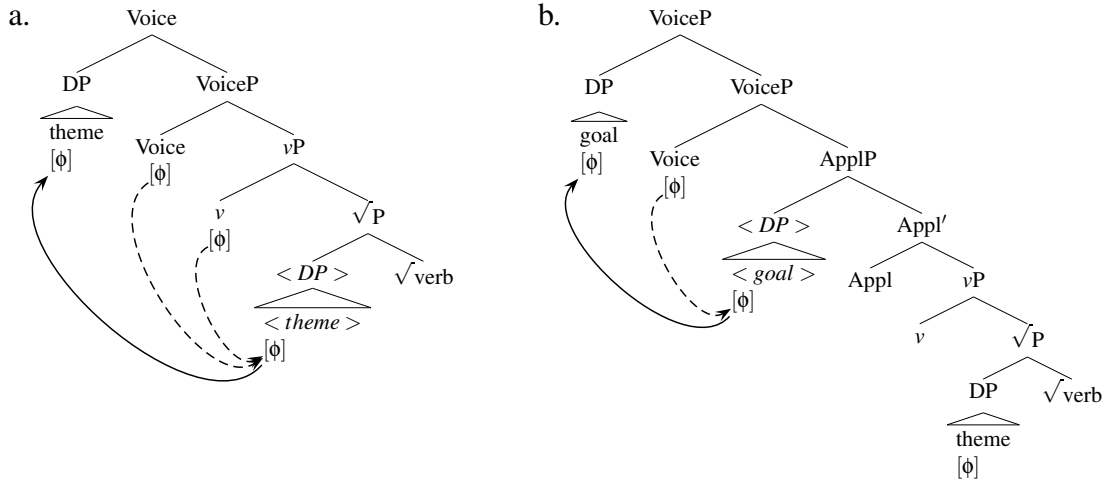 a.
Voice
DP VoiceP
theme
[ϕ]
Voice vP
[ϕ]
v √P
[ϕ]
< DP > √verb
< theme >
[ϕ]
b.
VoiceP
DP VoiceP
goal
[ϕ]
Voice ApplP
[ϕ]
< DP > Appl′
< goal >
[ϕ]
Appl vP
v √P
DP √verb
theme
[ϕ]